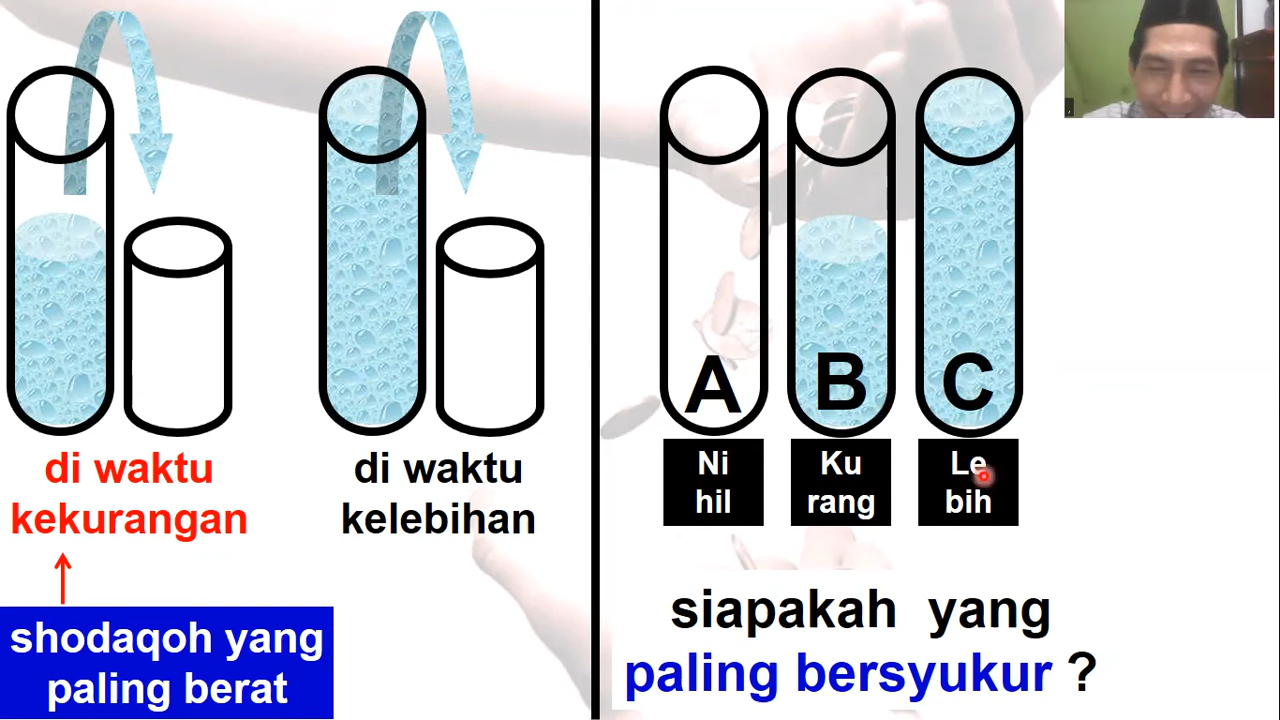 di waktu
kekurangan
di waktu
kelebihan
shodaqoh yang
paling berat
A
B
C
Ni
hil
Ku
rang
Le
bih
siapakah yang
paling bersyukur ?